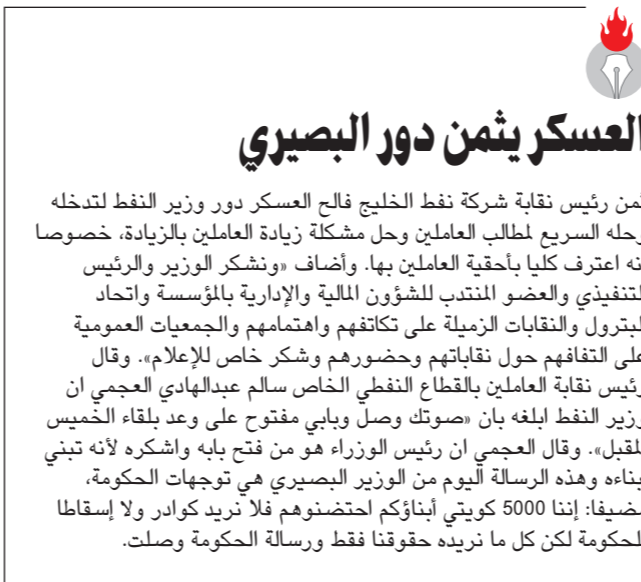 العسكر يثمن دور البصيري
ثمن رئيس نقابة شركة نفط الخليج فالح العسكر دور وزير النفط لتدخله
وحله السريع لمطالب العاملين وحل مشكلة زيادة العاملين بالزيادة، خصوصا
أنه اعترف كليا بأحقية العاملين بها. وأضاف «ونشكر الوزير والرئيس
التنفيذي والعضو المنتدب للشؤون المالية والإدارية بالمؤسسة واتحاد
البترول والنقابات الزميلة على تكاتفهم واهتمامهم والجمعيات العمومية
على التفافهم حول نقاباتهم وحضورهم وشكر خاص للإعلام». وقال
رئيس نقابة العاملين بالقطاع النفطي الخاص سالم عبدالهادي العجمي ان
وزير النفط ابلغه بان «صوتك وصل وبابي مفتوح على وعد بلقاء الخميس
المقبل». وقال العجمي ان رئيس الوزراء هو من فتح بابه واشكره لأنه تبني
أبناءه وهذه الرسالة اليوم من الوزير البصيري هي توجهات الحكومة،
مضيفا: إننا 5000 كويتي أبناؤكم احتضنوهم فلا نريد كوادر ولا إسقاطا
للحكومة لكن كل ما نريده حقوقنا فقط ورسالة الحكومة وصلت.